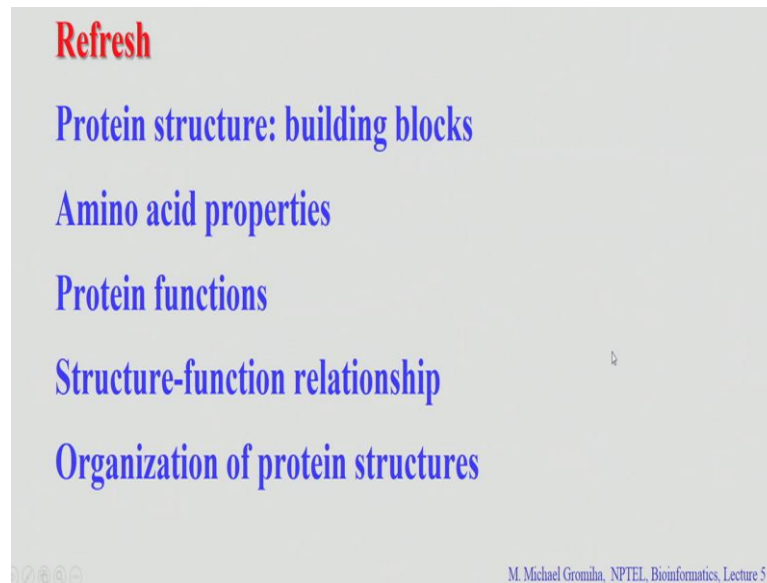 Refresh
Protein structure: building blocks
Amino acid properties
Protein functions
Structure-function relationship
Organization of protein structures
M. Michael Gromiha, NPTEL, Bioinformatics, Lecture 5